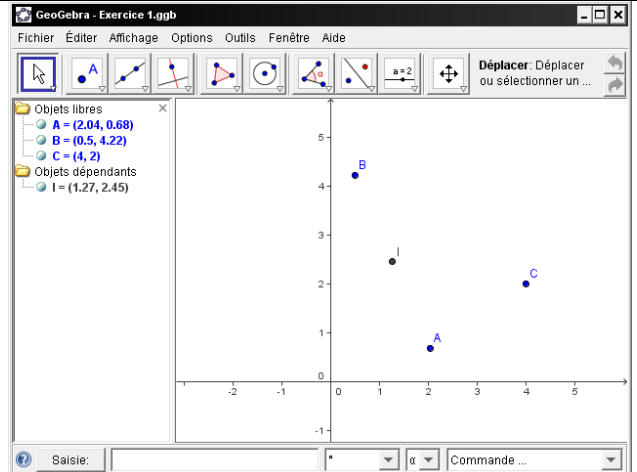 GeoGebra - Exercice 1.ggb
Fichier Éditer Affichage Options Outils Fenêtre Aide
A
α
a=2
Déplacer: Déplacer
ou sélectionner un ...
Objets libres
A = (2.04, 0.68)
B = (0.5, 4.22)
C = (4, 2)
Objets dépendants
I = (1.27, 2.45)
5
B
4
3
I
2
C
1
A
0
-2 -1 0 1 2 3 4 5
-1
Saisie: ° α Commande ...